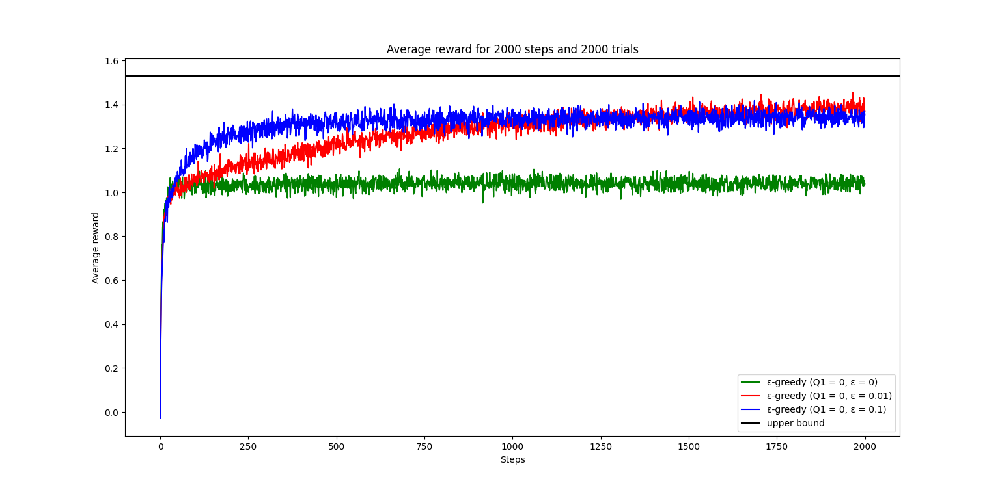 Average reward for 2000 steps and 2000 trials
1.6
1.4
1.2
1.0
0.8
0.6
0.4
0.2
0.0
Average reward
0 250 500 750 1000 1250 1500 1750 2000
Steps
ε-greedy (Q1 = 0, ε = 0)
ε-greedy (Q1 = 0, ε = 0.01)
ε-greedy (Q1 = 0, ε = 0.1)
upper bound